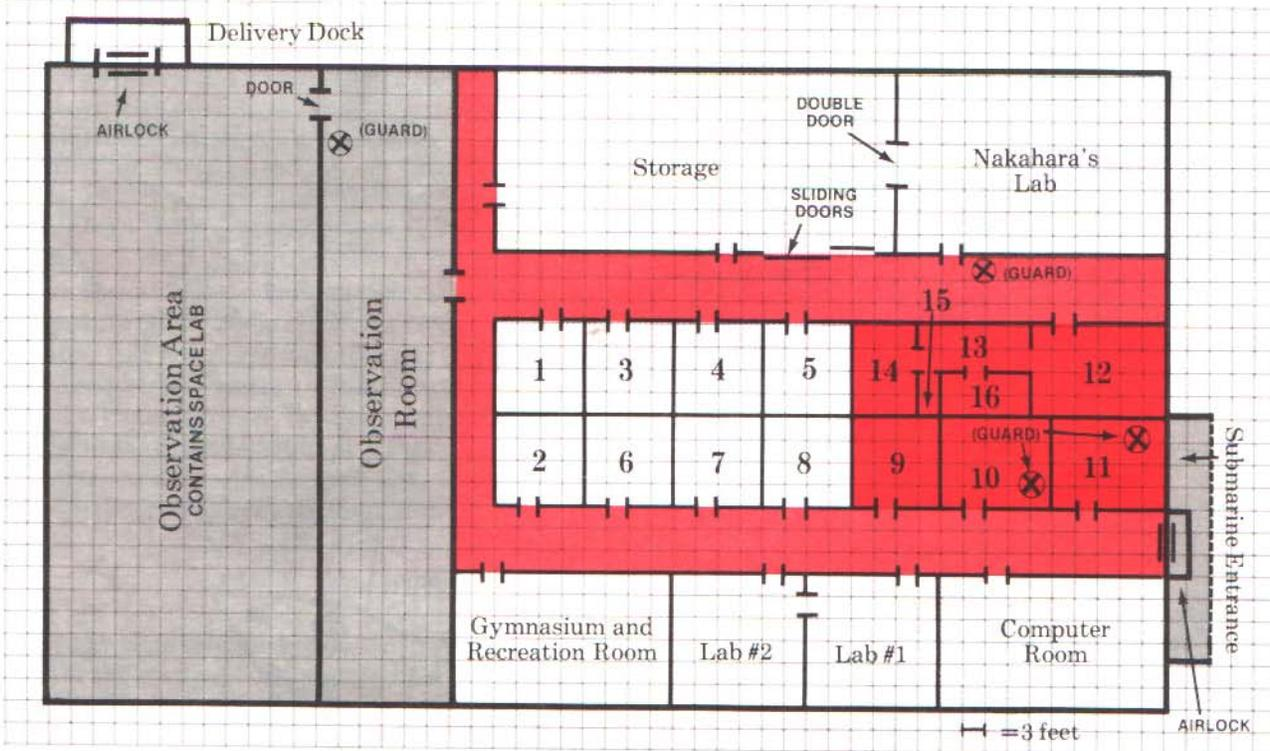 Delivery Dock
DOOR
AIRLOCK
(GUARD)
DOUBLE
DOOR
Storage
Nakahara's
Lab
SLIDING
DOORS
(GUARD)
15
Observation Area
CONTAINS SPACE LAB
Observation
Room
1
3
4
5
14
13
16
12
(GUARD)
2
6
7
8
9
10
11
Submarine Entrance
Gymnasium and
Recreation Room
Lab #2
Lab #1
Computer
Room
AIRLOCK
=3 feet